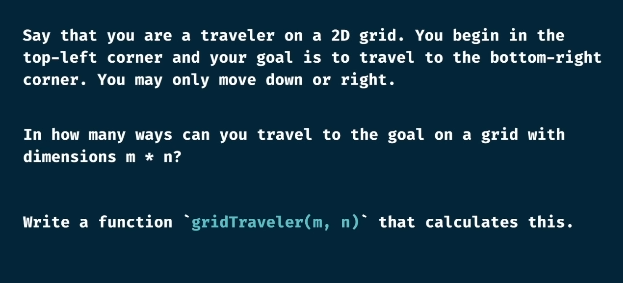 Say that you are a traveler on a 2D grid. You begin in the
top-left corner and your goal is to travel to the bottom-right
corner. You may only move down or right.
In how many ways can you travel to the goal on a grid with
dimensions m * n?
Write a function `gridTraveler(m, n)` that calculates this.